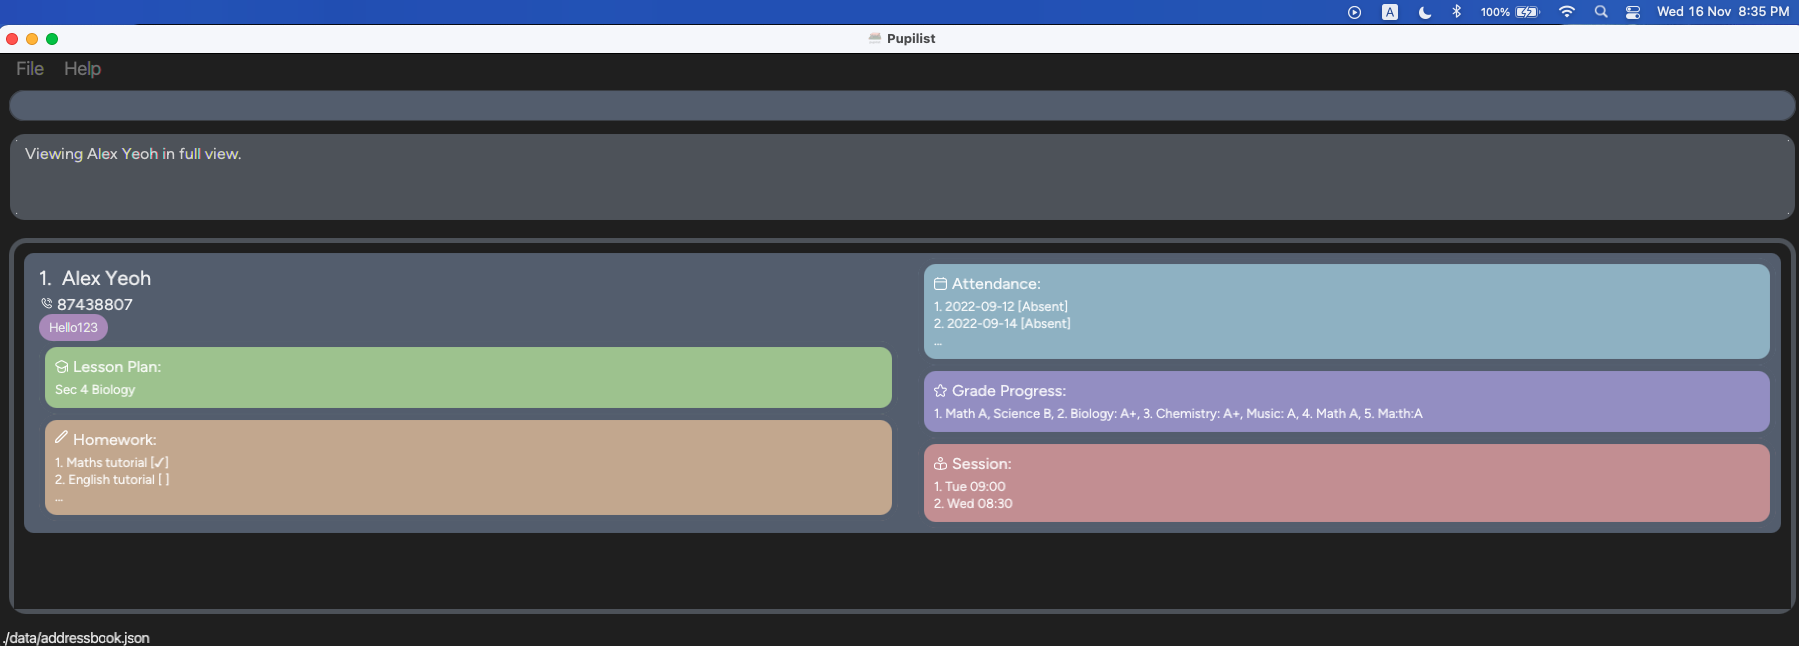 A 100% Wed 16 Nov 8:35 PM
Pupilist
File Help
Viewing Alex Yeoh in full view.
1. Alex Yeoh
87438807
Hello123
Lesson Plan:
Sec 4 Biology
Homework:
1. Maths tutorial [✓]
2. English tutorial [ ]
...
Attendance:
1. 2022-09-12 [Absent]
2. 2022-09-14 [Absent]
...
Grade Progress:
1. Math A, Science B, 2. Biology: A+, 3. Chemistry: A+, Music: A, 4. Math A, 5. Ma:th:A
Session:
1. Tue 09:00
2. Wed 08:30
./data/addressbook.json